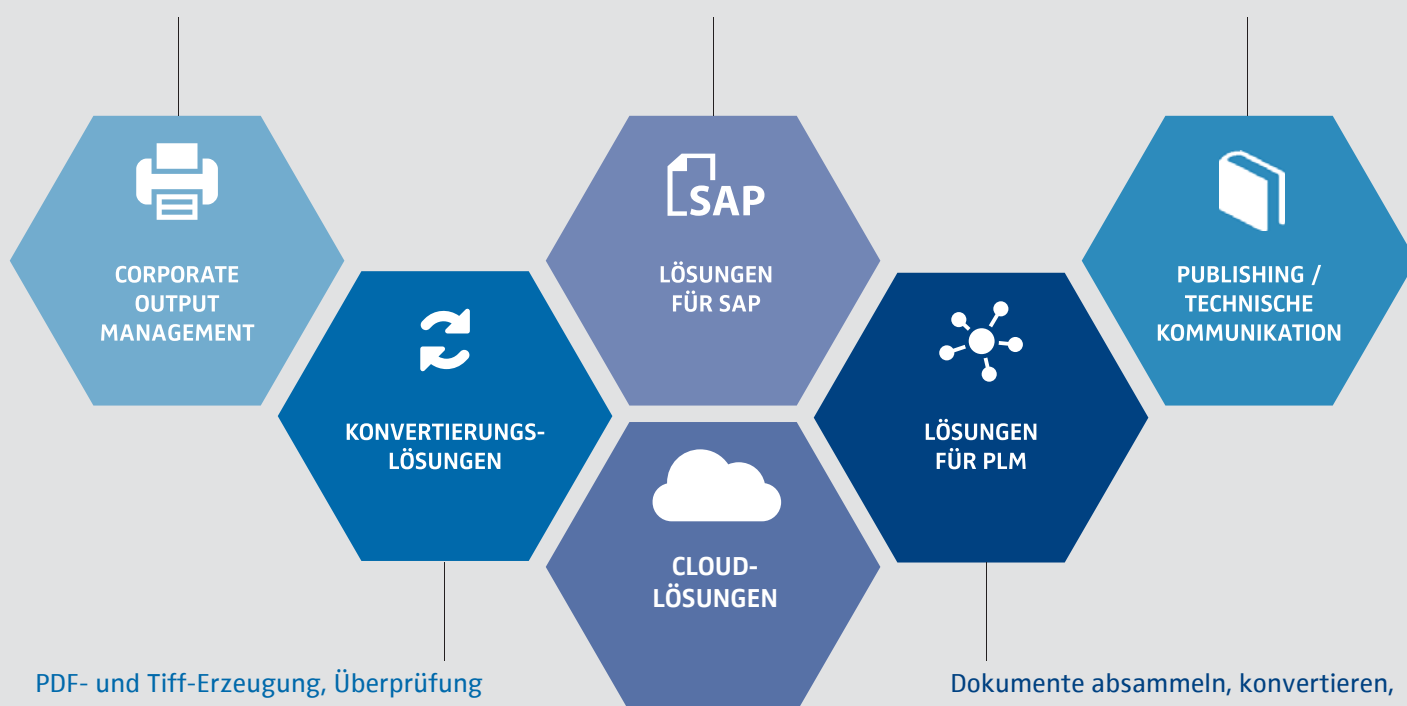 CORPORATE
OUTPUT
MANAGEMENT
KONVERTIERUNGS-
LÖSUNGEN
SAP
LÖSUNGEN
FÜR SAP
CLOUD-
LÖSUNGEN
LÖSUNGEN
FÜR PLM
PUBLISHING /
TECHNISCHE
KOMMUNIKATION
PDF- und Tiff-Erzeugung, Überprüfung
Dokumente absammeln, konvertieren,